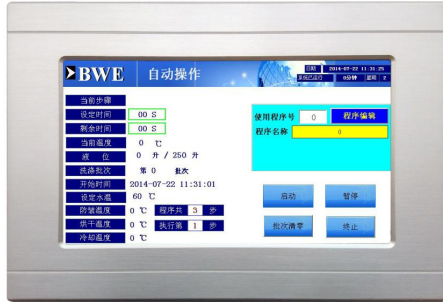 BWE 自动操作 日期 2014-07-22 11:31:25
系统已运行 0分钟 星期 2
当前步骤
设定时间 00 S
剩余时间 00 S
当前温度 0 ℃
液 位 0 升 / 250 升
洗涤批次 第 0 批次
开始时间 2014-07-22 11:31:01
设定水温 60 ℃
防皱温度 0 ℃ 程序共 3 步
烘干温度 0 ℃ 执行第 1 步
冷却温度 0 ℃
使用程序号 0 程序编辑
程序名称 0
启动 暂停
批次清零 终止